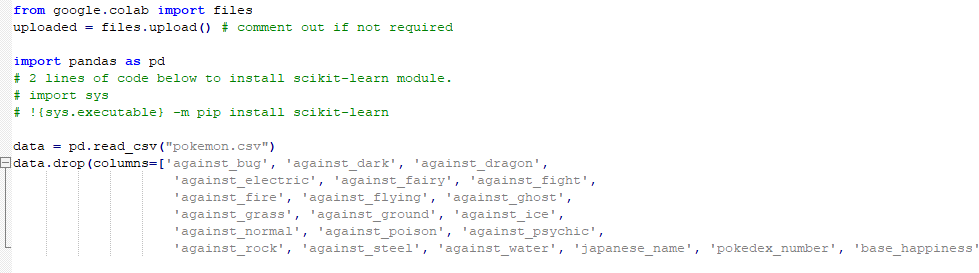 from google.colab import files
uploaded = files.upload() # comment out if not required
import pandas as pd
# 2 lines of code below to install scikit-learn module.
# import sys
# !{sys.executable} -m pip install scikit-learn
data = pd.read_csv("pokemon.csv")
data.drop(columns=['against_bug', 'against_dark', 'against_dragon',
'against_electric', 'against_fairy', 'against_fight',
'against_fire', 'against_flying', 'against_ghost',
'against_grass', 'against_ground', 'against_ice',
'against_normal', 'against_poison', 'against_psychic',
'against_rock', 'against_steel', 'against_water', 'japanese_name', 'pokedex_number', 'base_happiness'